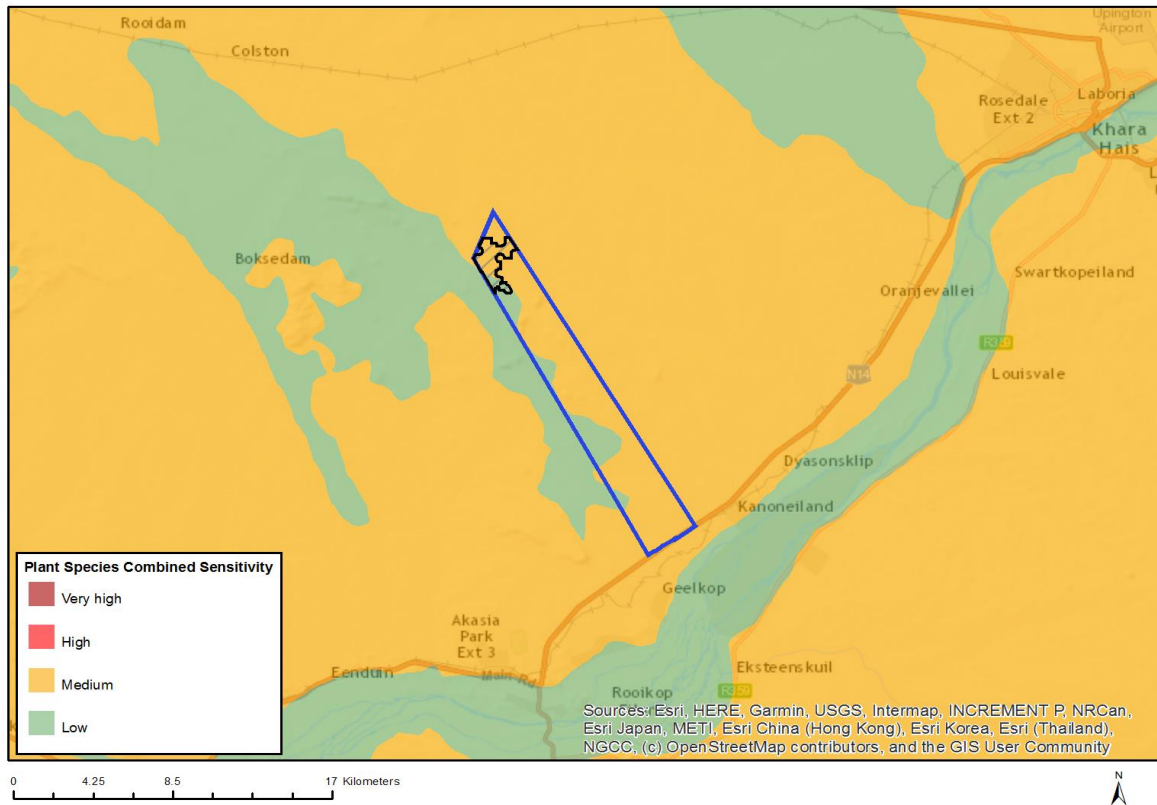 Rooidam
Colston
Upington
Airport
Rosedale
Ext 2
Laboria
Khara
Hais
Boksedam
Swartkopeiland
Oranjevallei
R359
N14
Louisvale
Dyasonsklip
Kanoneiland
Geelkop
Akasia
Park
Ext 3
Eenduin
Main Rd
Rooikop
Eksteenskuil
R359
Plant Species Combined Sensitivity
Very high
High
Medium
Low
Sources: Esri, HERE, Garmin, USGS, Intermap, INCREMENT P, NRCan,
Esri Japan, METI, Esri China (Hong Kong), Esri Korea, Esri (Thailand),
NGCC, (c) OpenStreetMap contributors, and the GIS User Community
0 4.25 8.5 17 Kilometers
N